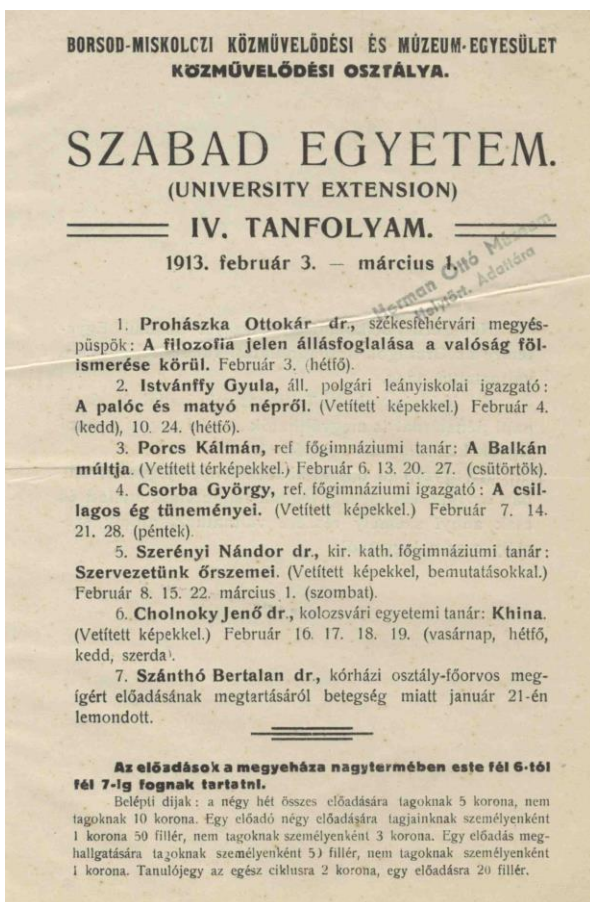 BORSOD-MISKOLCZI KÖZMŰVELŐDÉSI ÉS MÚZEUM-EGYESÜLET
KÖZMŰVELŐDÉSI OSZTÁLYA.
SZABAD EGYETEM.
(UNIVERSITY EXTENSION)
IV. TANFOLYAM.
1913. február 3. — március 1.
Herman Ottó Múzeum
Helytört. Adattára
1. Prohászka Ottokár dr., székesfehérvári megyés-
püspök: A filozofia jelen állásfoglalása a valóság föl-
ismerése körül. Február 3. (hétfő).
2. Istvánffy Gyula, áll. polgári leányiskolai igazgató:
A palóc és matyó népről. (Vetített képekkel.) Február 4.
(kedd), 10. 24. (hétfő).
3. Porcs Kálmán, ref főgimnáziumi tanár: A Balkán
múltja. (Vetített térképekkel.) Február 6. 13. 20. 27. (csütörtök).
4. Csorba György, ref. főgimnáziumi igazgató: A csil-
lagos ég tüneményei. (Vetített képekkel.) Február 7. 14.
21. 28. (péntek).
5. Szerényi Nándor dr., kir. kath. főgimnáziumi tanár:
Szervezetünk őrszemei. (Vetített képekkel, bemutatásokkal.)
Február 8. 15. 22. március 1. (szombat).
6. Cholnoky Jenő dr., kolozsvári egyetemi tanár: Khina.
(Vetített képekkel.) Február 16. 17. 18. 19. (vasárnap, hétfő,
kedd, szerda).
7. Szánthó Bertalan dr., kórházi osztály-főorvos meg-
ígért előadásának megtartásáról betegség miatt január 21-én
lemondott.
Az előadások a megyeháza nagytermében este fél 6-tól
fél 7-ig fognak tartatni.
Belépti dijak: a négy hét összes előadására tagoknak 5 korona, nem
tagoknak 10 korona. Egy előadó négy előadására tagjainknak személyenként
1 korona 50 fillér, nem tagoknak személyenként 3 korona. Egy előadás meg-
hallgatására tagoknak személyenként 50 fillér, nem tagoknak személyenként
1 korona. Tanulójegy az egész ciklusra 2 korona, egy előadásra 20 fillér.